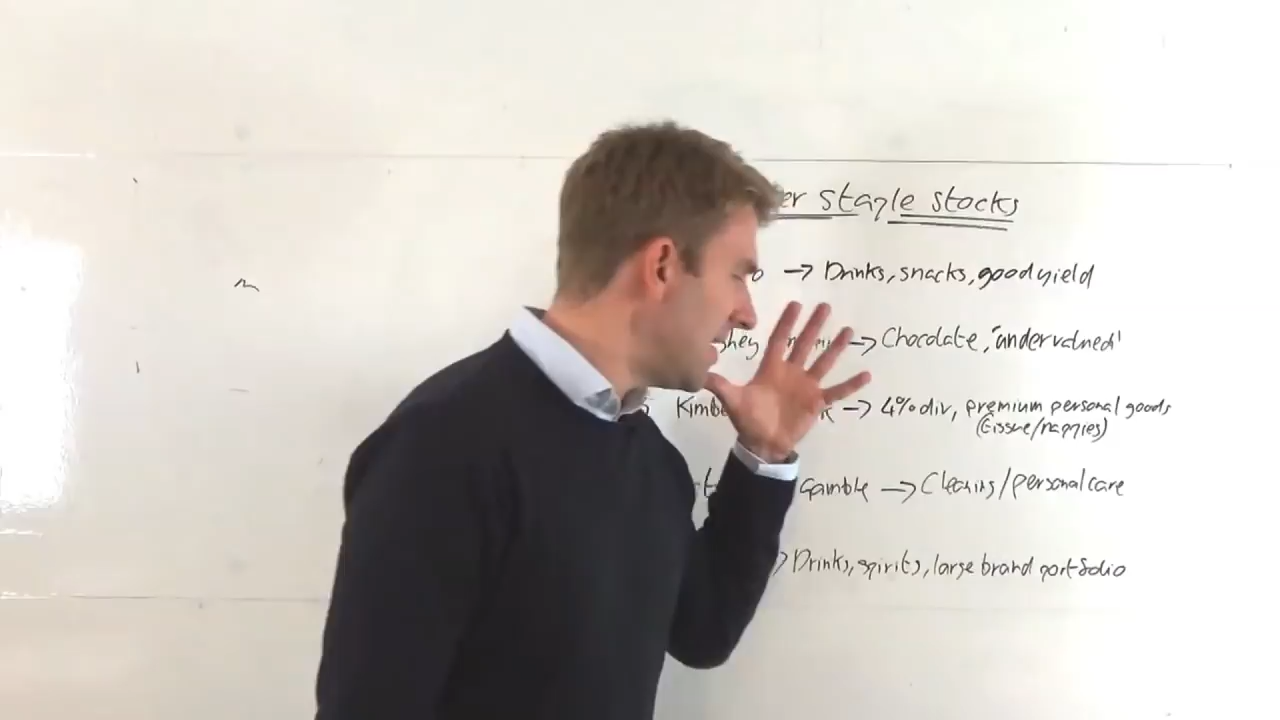 er staple stocks
o → Drinks, snacks, good yield
shey → Chocolate, 'undervalued'
Kimbe K → 4% div, premium personal goods
(tissue/nappies)
Gamble → Cleaning/personal care
→ Drinks, spirits, large brand portfolio